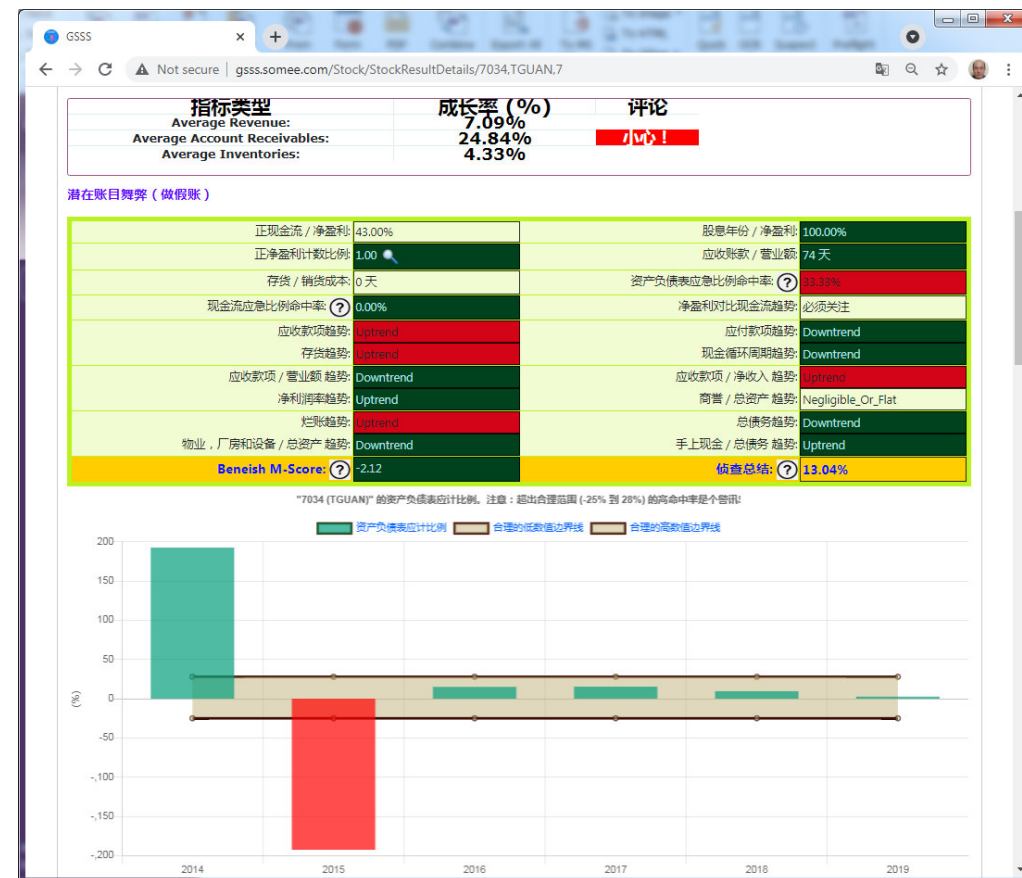 GSSS
Not secure | gsss.somee.com/Stock/StockResultDetails/7034,TGUAN,7
指标类型 成长率 (%) 评论
Average Revenue: 7.09%
Average Account Receivables: 24.84% 小心！
Average Inventories: 4.33%
潜在账目舞弊 ( 做假账 )
正现金流 / 净盈利: 43.00% 股息年份 / 净盈利: 100.00%
正净盈利计数比例: 1.00 应收账款 / 营业额: 74 天
存货 / 销货成本: 0 天 资产负债表应急比例命中率: ? 33.33%
现金流应急比例命中率: ? 0.00% 净盈利对比现金流趋势: 必须关注
应收款项趋势: Uptrend 应付款项趋势: Downtrend
存货趋势: Uptrend 现金循环周期趋势: Downtrend
应收款项 / 营业额 趋势: Downtrend 应收款项 / 净收入 趋势: Uptrend
净利润率趋势: Uptrend 商誉 / 总资产 趋势: Negligible_Or_Flat
烂账趋势: Uptrend 总债务趋势: Downtrend
物业，厂房和设备 / 总资产 趋势: Downtrend 手上现金 / 总债务 趋势: Uptrend
Beneish M-Score: ? -2.12 侦查总结: ? 13.04%
"7034 (TGUAN)" 的资产负债表应计比例。注意：超出合理范围 (-25% 到 28%) 的高命中率是个警讯!
资产负债表应计比例 合理的低数值边界线 合理的高数值边界线
200
150
100
50
0
-50
-,100
-,150
-,200
(%)
2014 2015 2016 2017 2018 2019